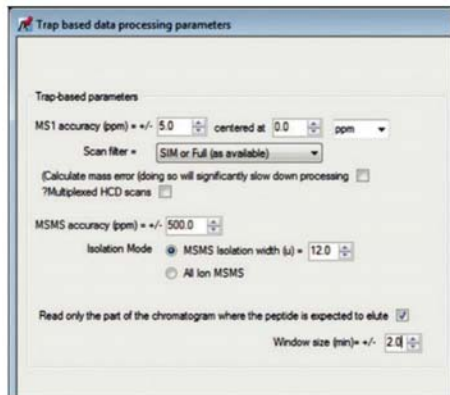 Trap based data processing parameters
Trap-based parameters
MS1 accuracy (ppm) = +/- 5.0 centered at 0.0 ppm
Scan filter = SIM or Full (as available)
(Calculate mass error (doing so will significantly slow down processing
?Multiplexed HCD scans
MSMS accuracy (ppm) = +/- 500.0
Isolation Mode MSMS Isolation width (u) = 12.0
All Ion MSMS
Read only the part of the chromatogram where the peptide is expected to elute
Window size (min)= +/- 2.0